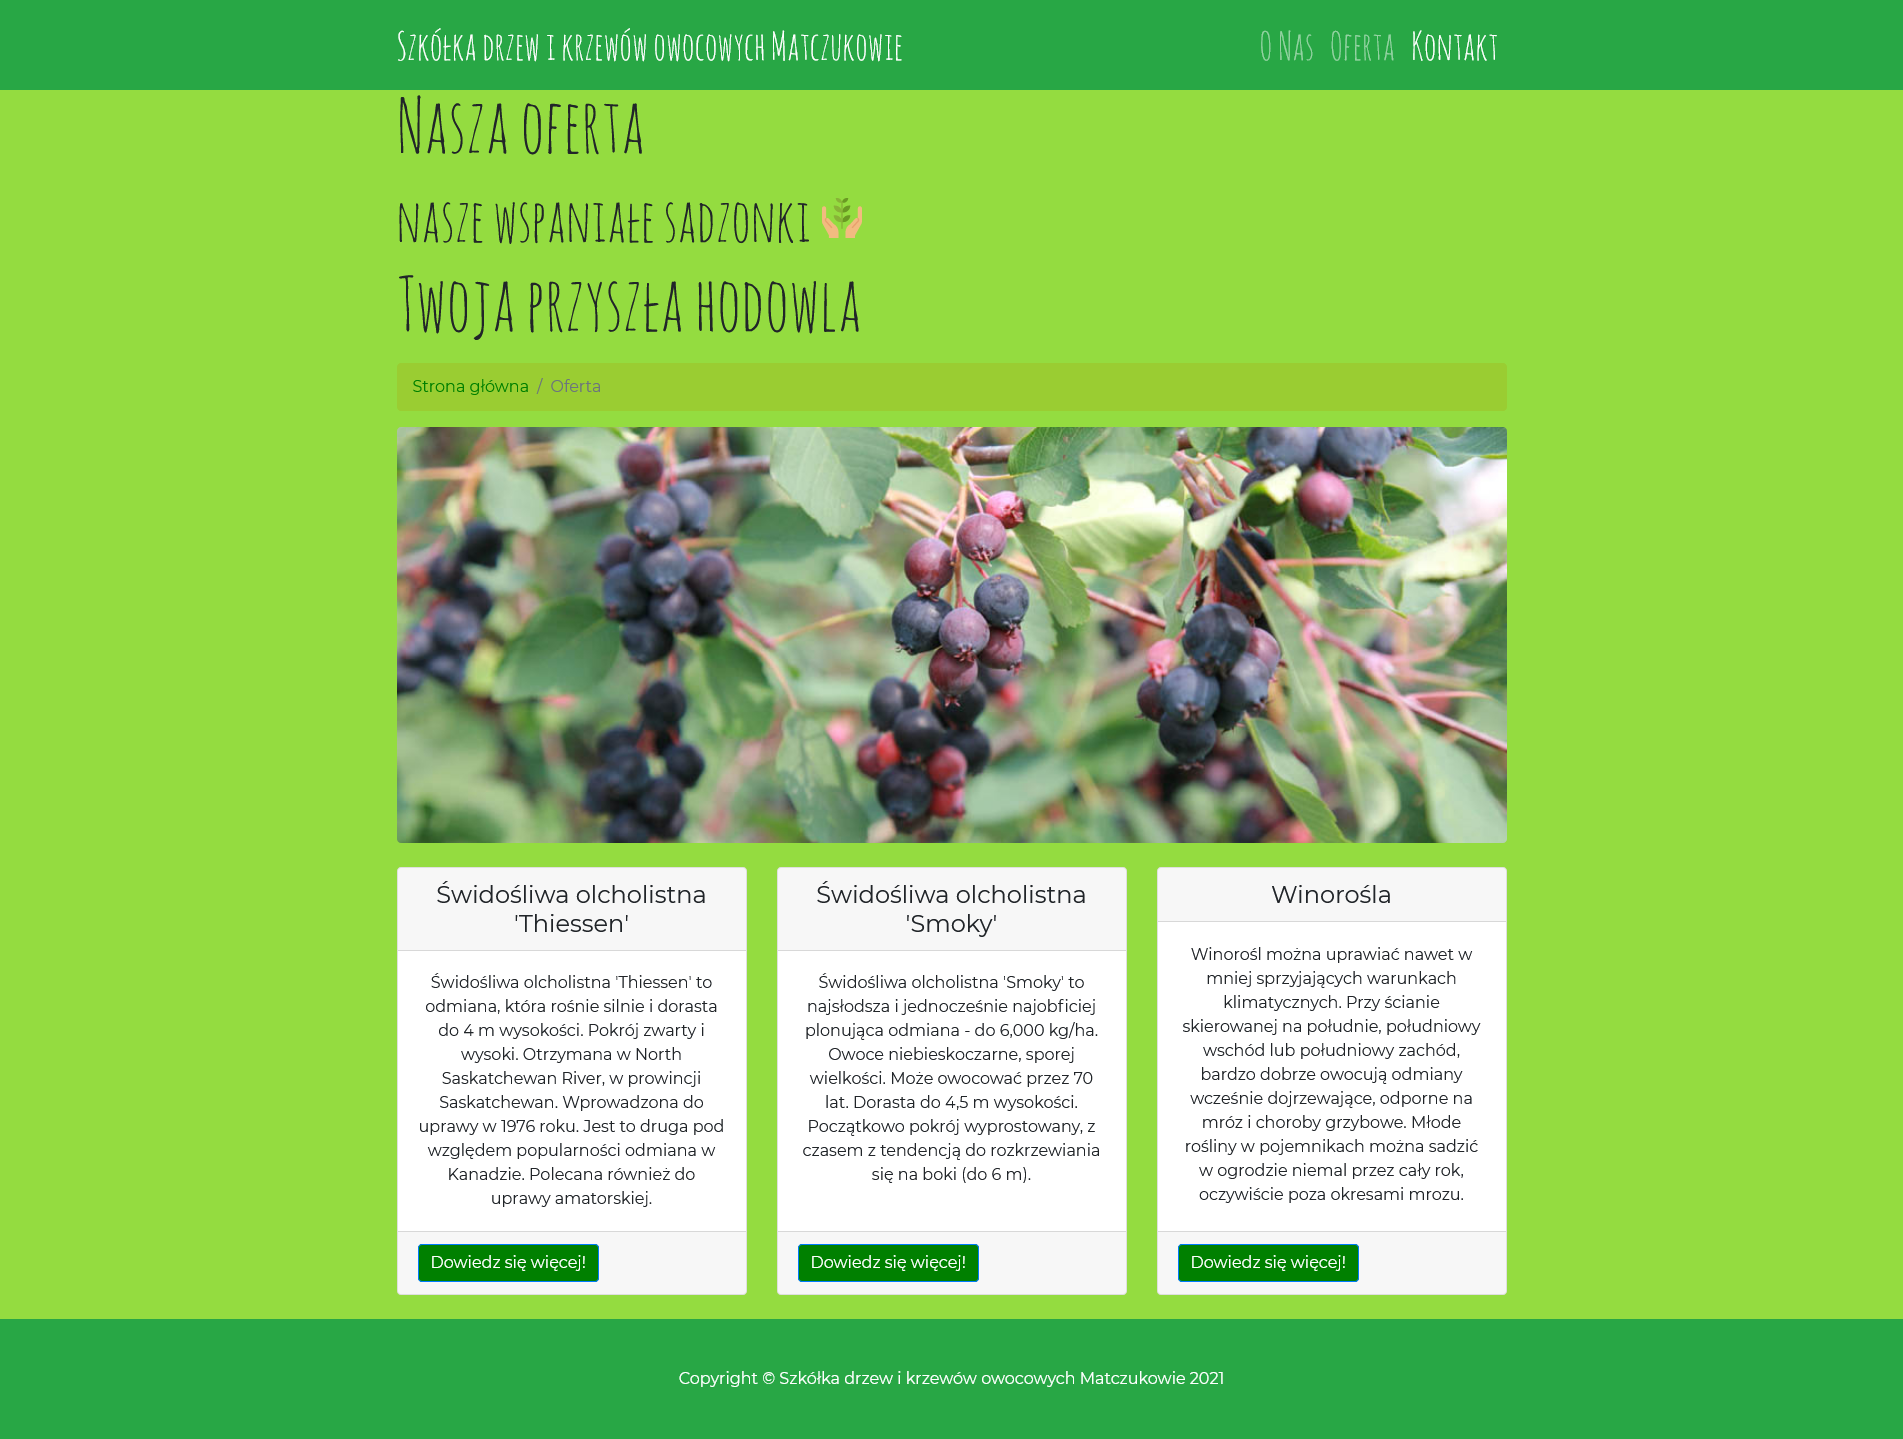 Szkółka drzew i krzewów owocowych Matczukowie
O Nas Oferta Kontakt
Nasza oferta
nasze wspaniałe sadzonki
Twoja przyszła hodowla
Strona główna / Oferta
Świdośliwa olcholistna
'Thiessen'
Świdośliwa olcholistna 'Thiessen' to
odmiana, która rośnie silnie i dorasta
do 4 m wysokości. Pokrój zwarty i
wysoki. Otrzymana w North
Saskatchewan River, w prowincji
Saskatchewan. Wprowadzona do
uprawy w 1976 roku. Jest to druga pod
względem popularności odmiana w
Kanadzie. Polecana również do
uprawy amatorskiej.
Dowiedz się więcej!
Świdośliwa olcholistna
'Smoky'
Świdośliwa olcholistna 'Smoky' to
najsłodsza i jednocześnie najobficiej
plonująca odmiana - do 6,000 kg/ha.
Owoce niebieskoczarne, sporej
wielkości. Może owocować przez 70
lat. Dorasta do 4,5 m wysokości.
Początkowo pokrój wyprostowany, z
czasem z tendencją do rozkrzewiania
się na boki (do 6 m).
Dowiedz się więcej!
Winorośla
Winorośl można uprawiać nawet w
mniej sprzyjających warunkach
klimatycznych. Przy ścianie
skierowanej na południe, południowy
wschód lub południowy zachód,
bardzo dobrze owocują odmiany
wcześnie dojrzewające, odporne na
mróz i choroby grzybowe. Młode
rośliny w pojemnikach można sadzić
w ogrodzie niemal przez cały rok,
oczywiście poza okresami mrozu.
Dowiedz się więcej!
Copyright © Szkółka drzew i krzewów owocowych Matczukowie 2021